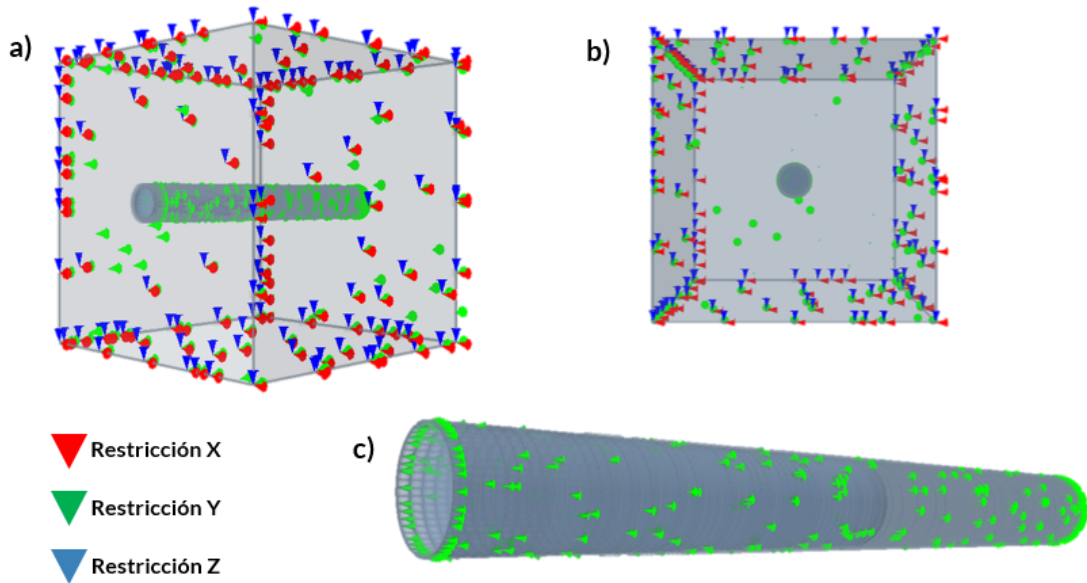 a)
b)
c)
Restricción X
Restricción Y
Restricción Z